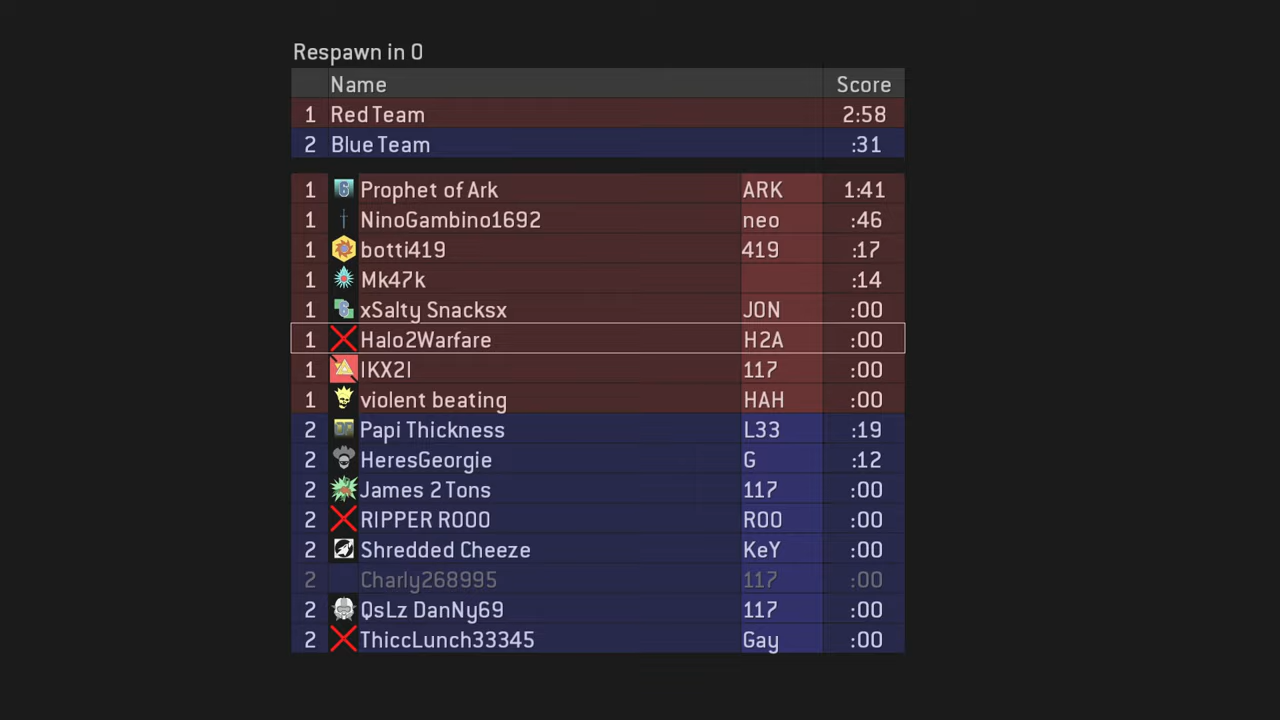 Respawn in 0
Name Score
1 Red Team 2:58
2 Blue Team :31
1 6 Prophet of Ark ARK 1:41
1 NinoGambino1692 neo :46
1 botti419 419 :17
1 Mk47k :14
1 6 xSalty Snacksx JON :00
1 Halo2Warfare H2A :00
1 IKX2I 117 :00
1 violent beating HAH :00
2 Papi Thickness L33 :19
2 HeresGeorgie G :12
2 James 2 Tons 117 :00
2 RIPPER ROOO ROO :00
2 Shredded Cheeze KeY :00
2 Charly268995 117 :00
2 QsLz DanNy69 117 :00
2 ThiccLunch33345 Gay :00